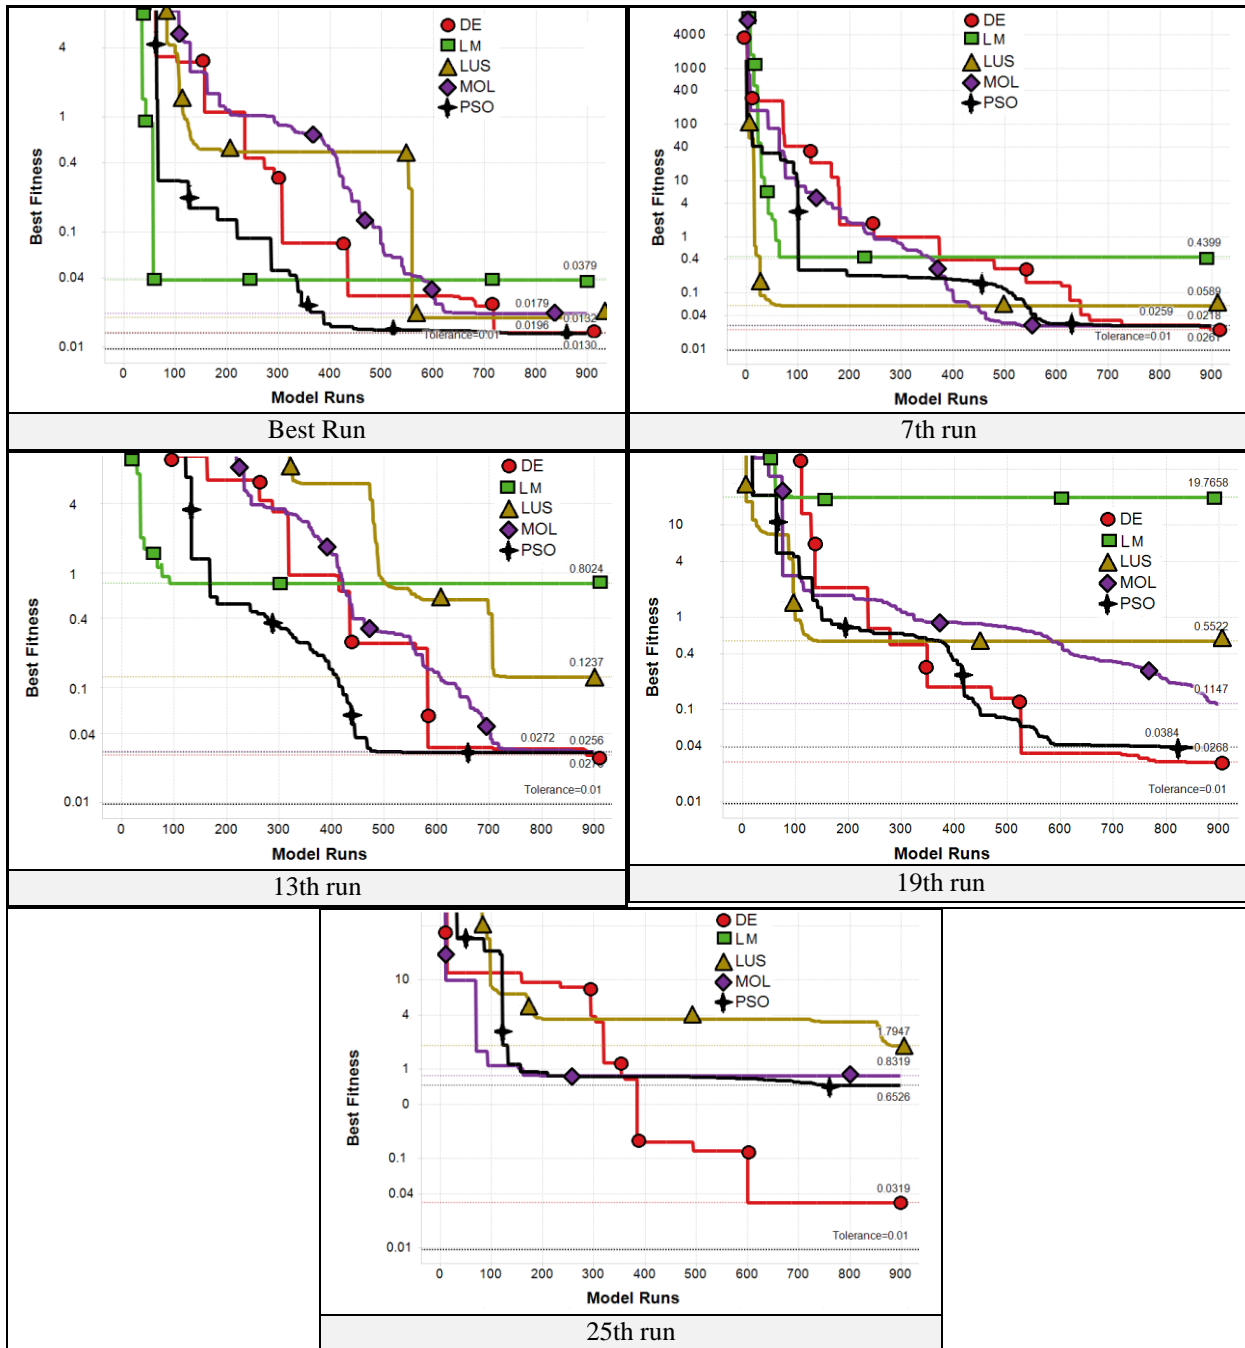 DE
LM
LUS
MOL
PSO
4
1
0.4
0.1
0.04
0.01
Best Fitness
0.0379
0.0179
0.0132
0.0196
Tolerance=0.01
0.0130
0 100 200 300 400 500 600 700 800 900
Model Runs
Best Run
DE
LM
LUS
MOL
PSO
4000
1000
400
100
40
10
4
1
0.4
0.1
0.04
0.01
Best Fitness
0.4399
0.0589
0.0259
0.0218
Tolerance=0.01
0.0261
0 100 200 300 400 500 600 700 800 900
Model Runs
7th run
DE
LM
LUS
MOL
PSO
4
1
0.4
0.1
0.04
0.01
Best Fitness
0.8024
0.1237
0.0272
0.0256
Tolerance=0.01
0 100 200 300 400 500 600 700 800 900
Model Runs
13th run
DE
LM
LUS
MOL
PSO
10
4
1
0.4
0.1
0.04
0.01
Best Fitness
19.7658
0.5522
0.1147
0.0384
0.0268
Tolerance=0.01
0 100 200 300 400 500 600 700 800 900
Model Runs
19th run
DE
LM
LUS
MOL
PSO
10
4
1
0
0.1
0.04
0.01
Best Fitness
1.7947
0.8319
0.6526
0.0319
Tolerance=0.01
0 100 200 300 400 500 600 700 800 900
Model Runs
25th run